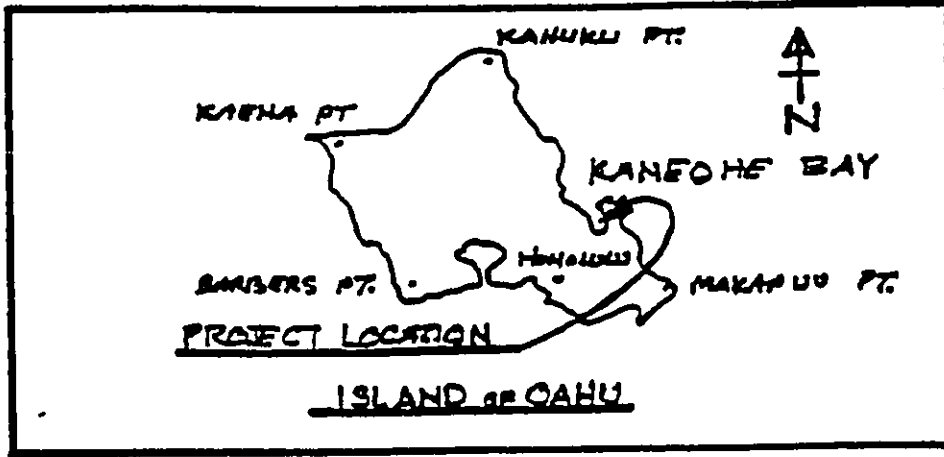 KAHUKU PT.
KAENA PT
N
KANEOHE BAY
HONOLULU
BARBERS PT.
MAKAPUU PT.
PROJECT LOCATION
ISLAND OF OAHU